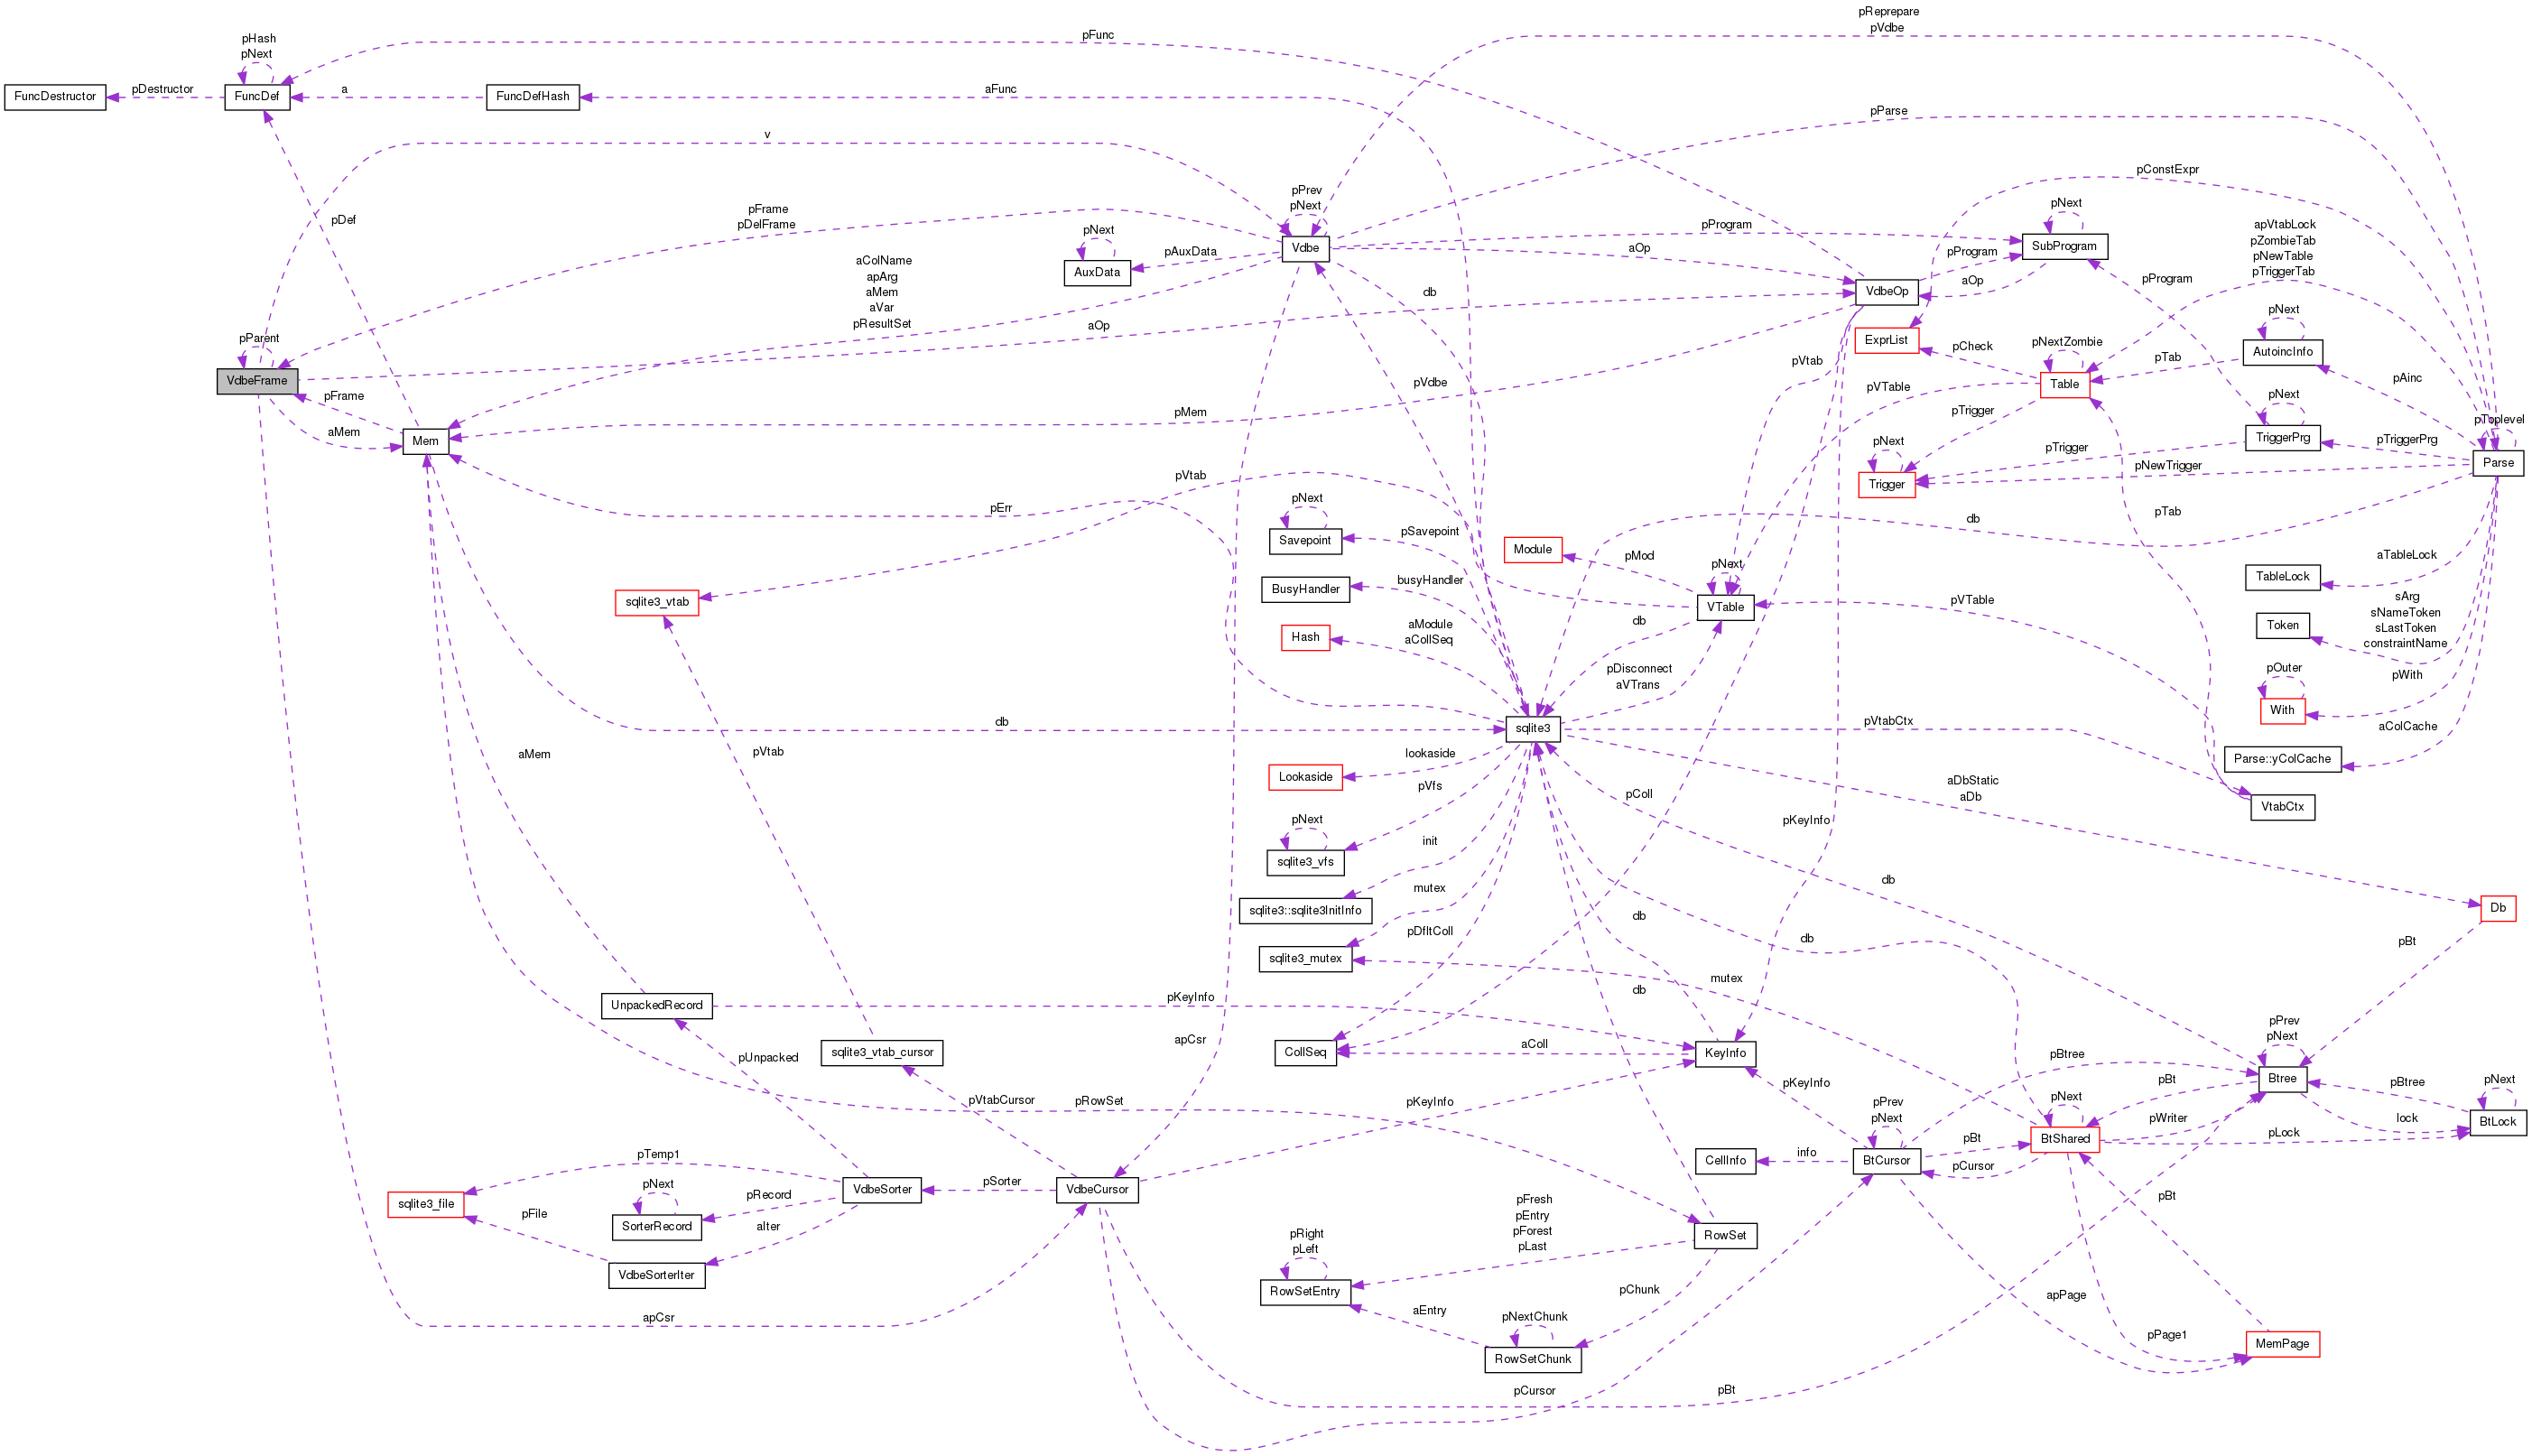 pReprepare
pVdbe
pFunc
pHash
pNext
FuncDestructor
pDestructor
FuncDef
a
FuncDefHash
aFunc
pParse
v
pConstExpr
pPrev
pNext
pNext
pFrame
pDelFrame
pDef
Vdbe
pProgram
SubProgram
apVtabLock
pZombieTab
pNewTable
pTriggerTab
pNext
AuxData
pAuxData
aOp
pProgram
aOp
VdbeOp
pProgram
aColName
apArg
aMem
aVar
pResultSet
db
pNext
AutoincInfo
aOp
pParent
VdbeFrame
ExprList
pCheck
pNextZombie
Table
pTab
pAinc
pVtab
pVTable
pVdbe
pFrame
aMem
Mem
pMem
pTrigger
pNext
TriggerPrg
pTriggerPrg
pToplevel
Parse
pNext
Trigger
pTrigger
pNewTrigger
pVtab
pErr
pNext
Savepoint
pSavepoint
pTab
db
Module
pMod
pNext
VTable
aTableLock
TableLock
BusyHandler
busyHandler
sqlite3_vtab
pVTable
sArg
sNameToken
sLastToken
constraintName
Token
Hash
aModule
aCollSeq
db
pDisconnect
aVTrans
pOuter
With
pWith
db
sqlite3
pVtabCtx
aColCache
Parse::yColCache
aMem
pVtab
Lookaside
lookaside
pVfs
pColl
pKeyInfo
aDbStatic
aDb
VtabCtx
pNext
sqlite3_vfs
init
sqlite3::sqlite3InitInfo
mutex
db
db
Db
pDfltColl
db
pBt
sqlite3_mutex
mutex
db
UnpackedRecord
pKeyInfo
sqlite3_vtab_cursor
apCsr
CollSeq
aColl
KeyInfo
pPrev
pNext
Btree
pUnpacked
pVtabCursor
pRowSet
pKeyInfo
pKeyInfo
pBtree
pBt
pBtree
pNext
BtLock
pPrev
pNext
pNext
BtShared
pWriter
lock
pLock
pTemp1
CellInfo
info
BtCursor
pBt
pCursor
sqlite3_file
pNext
SorterRecord
pRecord
VdbeSorter
pSorter
VdbeCursor
pFile
aIter
VdbeSorterIter
pBt
RowSet
pFresh
pEntry
pForest
pLast
pRight
pLeft
RowSetEntry
pChunk
apPage
apCsr
aEntry
pNextChunk
RowSetChunk
pPage1
MemPage
pCursor
pBt